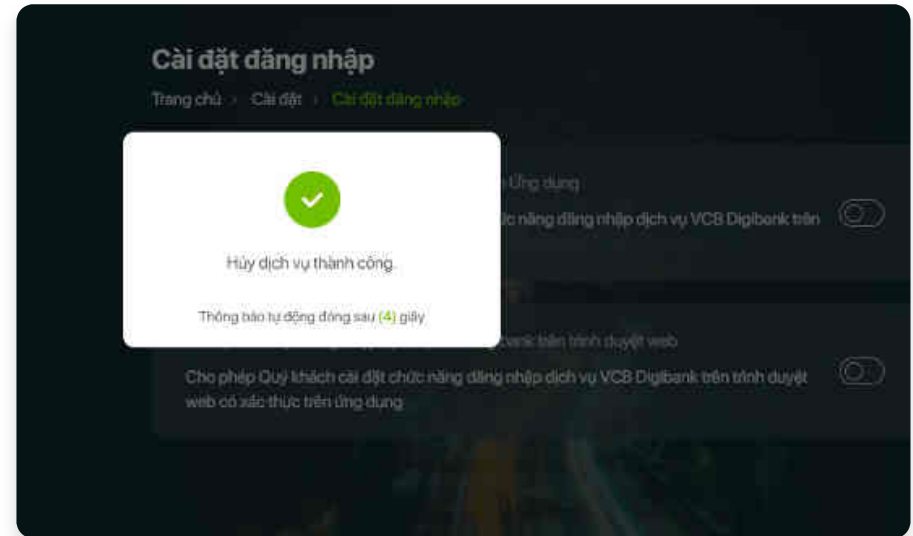 Cài đặt đăng nhập
Trang chủ › Cài đặt › Cài đặt đăng nhập
Ứng dụng
chức năng đăng nhập dịch vụ VCB Digibank trên
Hủy dịch vụ thành công.
Thông báo tự động đóng sau (4) giây
bank trên trình duyệt web
Cho phép Quý khách cài đặt chức năng đăng nhập dịch vụ VCB Digibank trên trình duyệt
web có xác thực trên ứng dụng